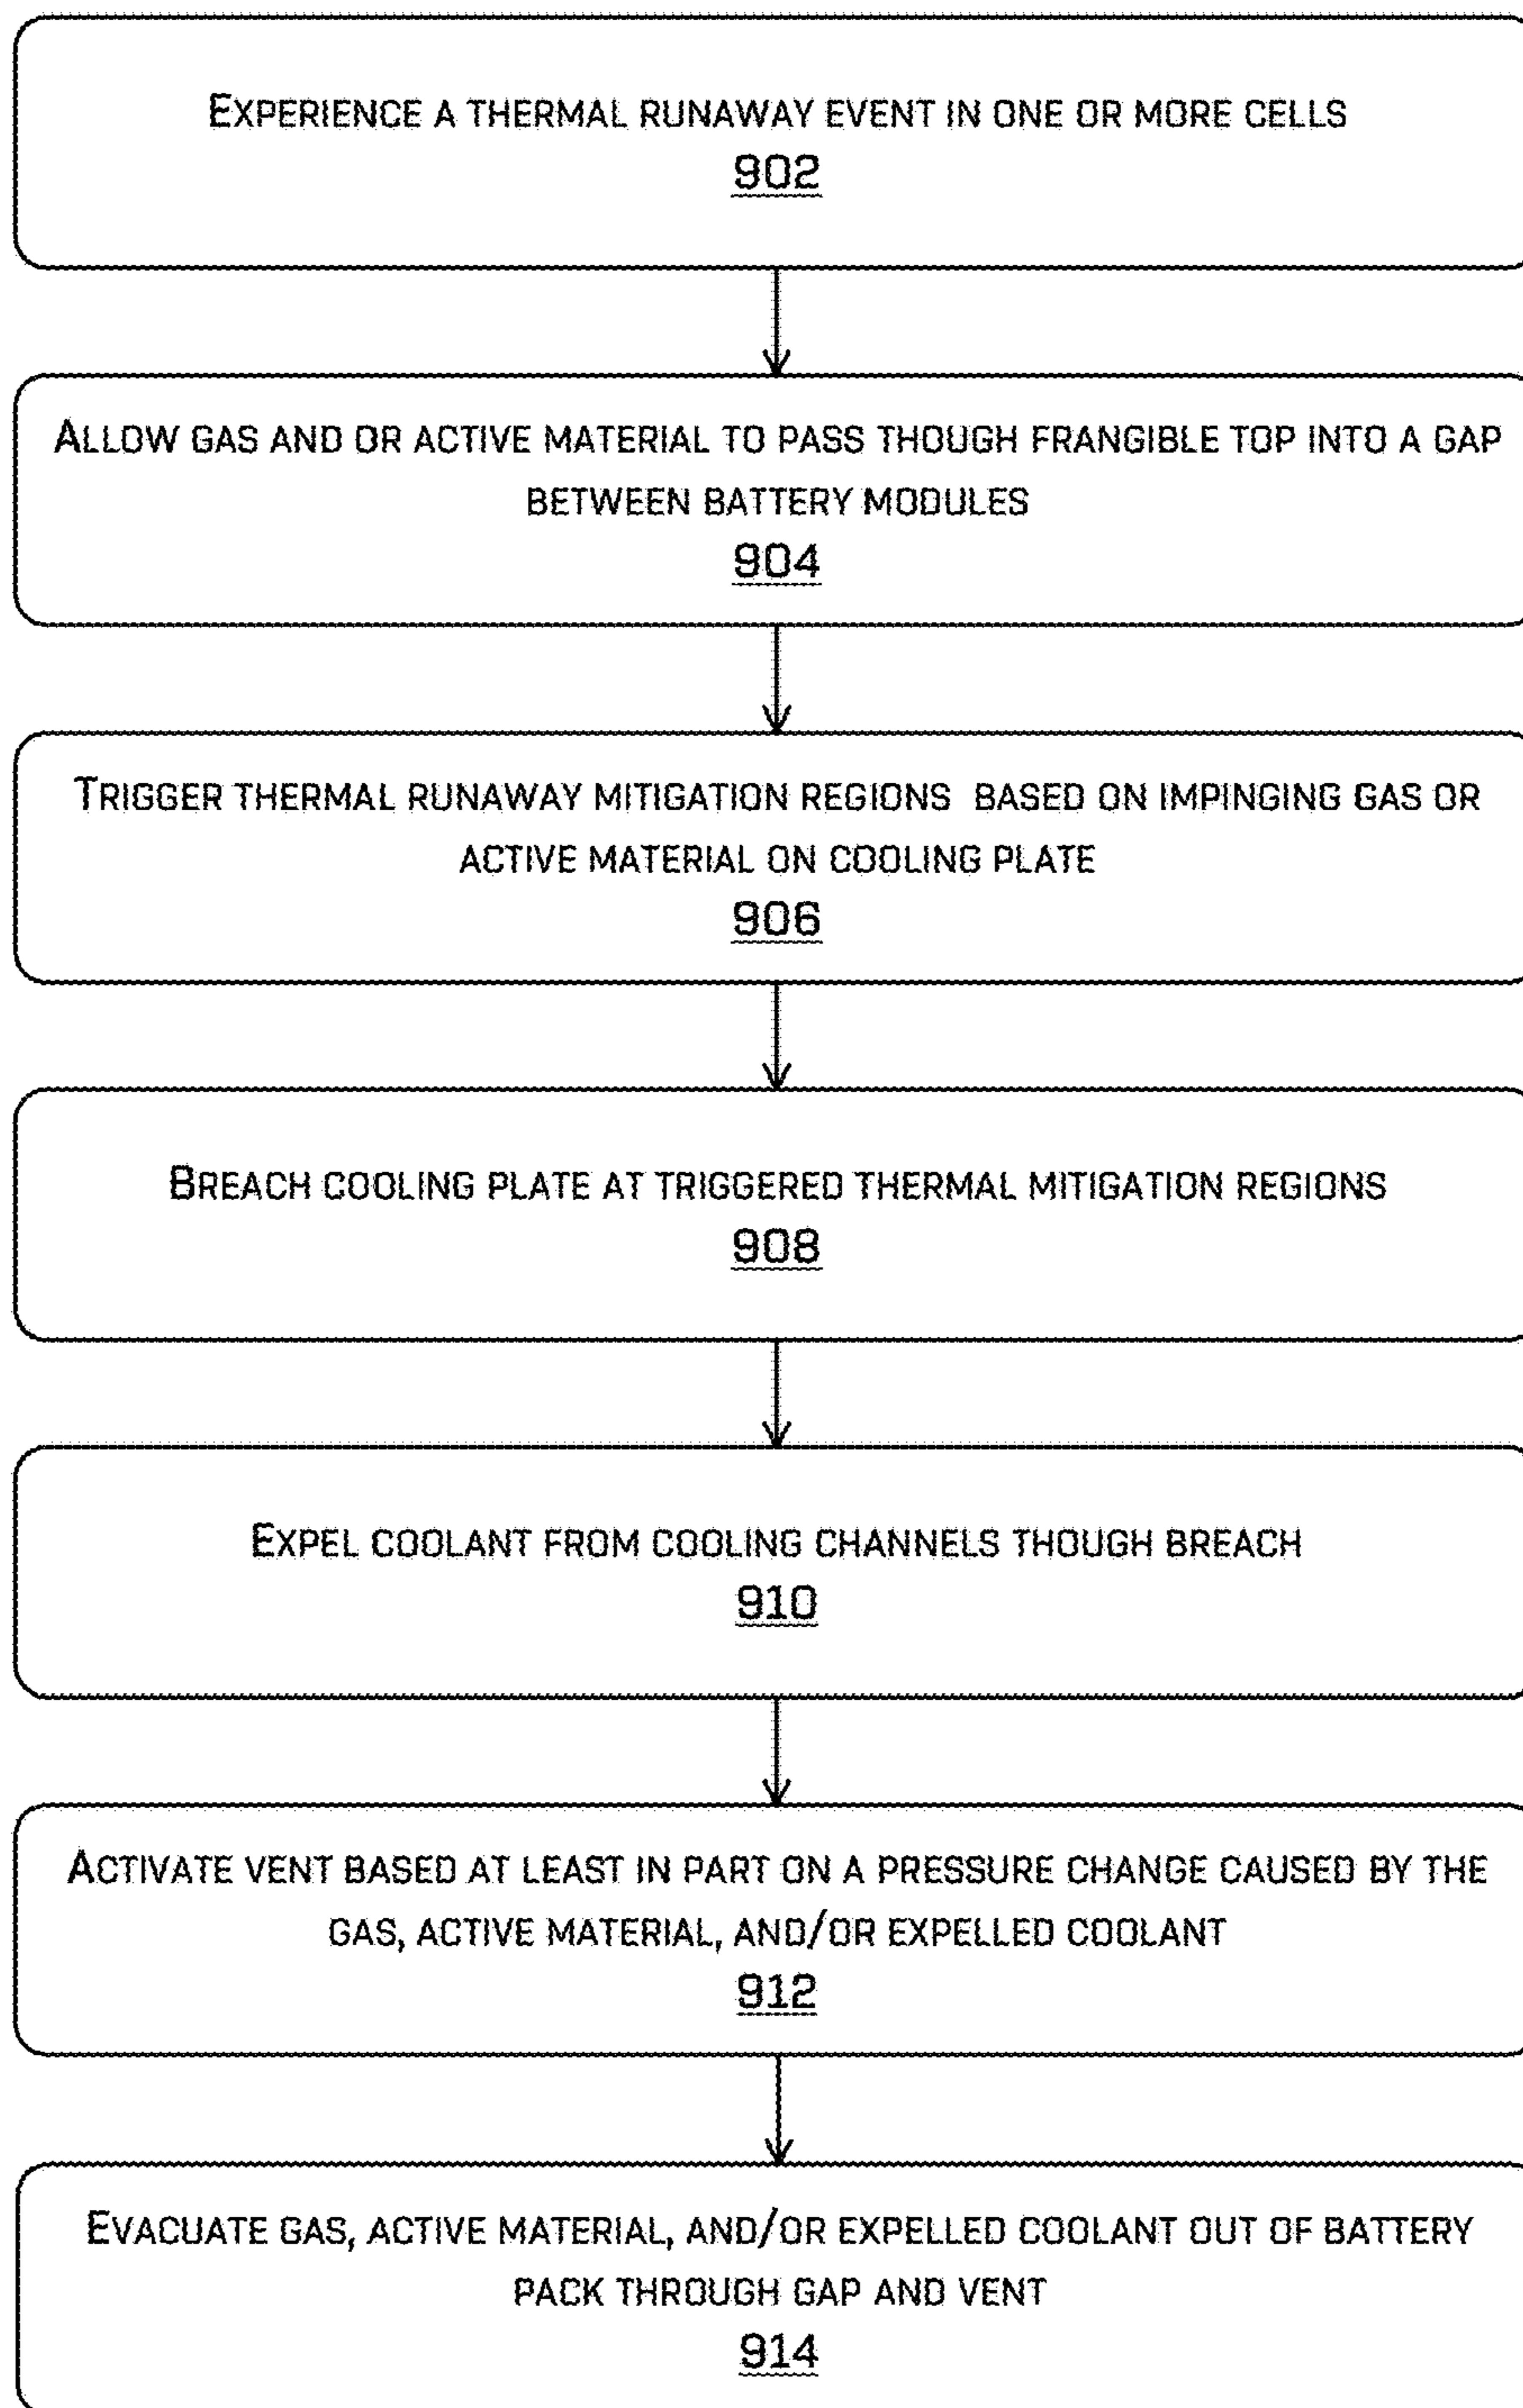 Experience a thermal runaway event in one or more cells
902
Allow gas and or active material to pass though frangible top into a gap
between battery modules
904
Trigger thermal runaway mitigation regions  based on impinging gas or
active material on cooling plate
906
Breach cooling plate at triggered thermal mitigation regions
908
Expel coolant from cooling channels though breach
910
Activate vent based at least in part on a pressure change caused by the
gas, active material, and/or expelled coolant
912
Evacuate gas, active material, and/or expelled coolant out of battery
pack through gap and vent
914